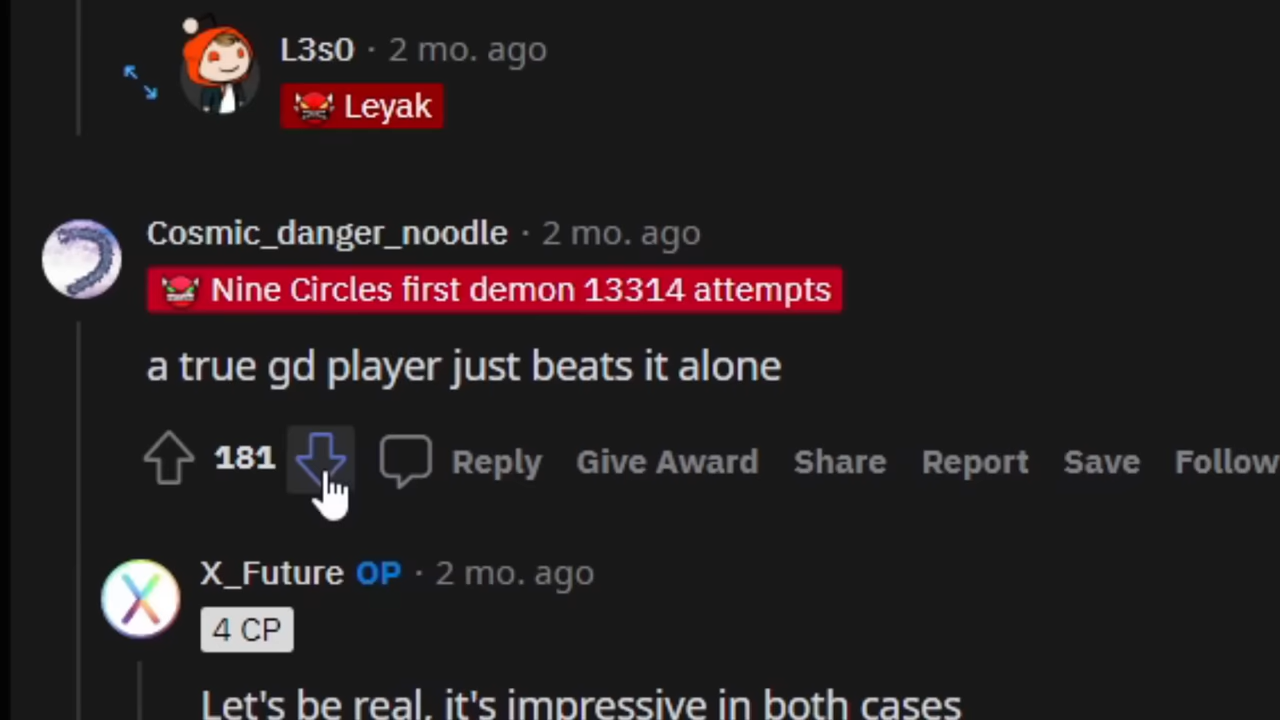 L3s0 · 2 mo. ago
Leyak
Cosmic_danger_noodle · 2 mo. ago
Nine Circles first demon 13314 attempts
a true gd player just beats it alone
181 Reply Give Award Share Report Save Follow
X_Future OP · 2 mo. ago
4 CP
Let's be real, it's impressive in both cases